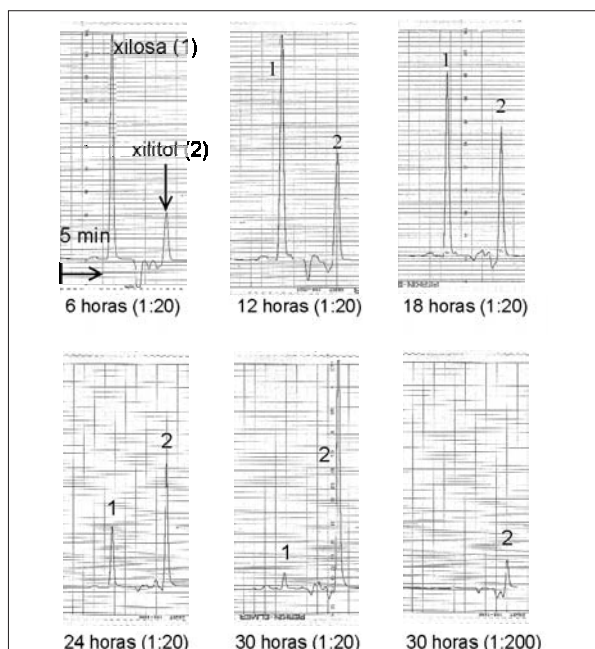 xilosa (1)
xilitol (2)
5 min
6 horas (1:20)
1
2
12 horas (1:20)
1
2
18 horas (1:20)
1
2
24 horas (1:20)
1
2
30 horas (1:20)
2
30 horas (1:200)